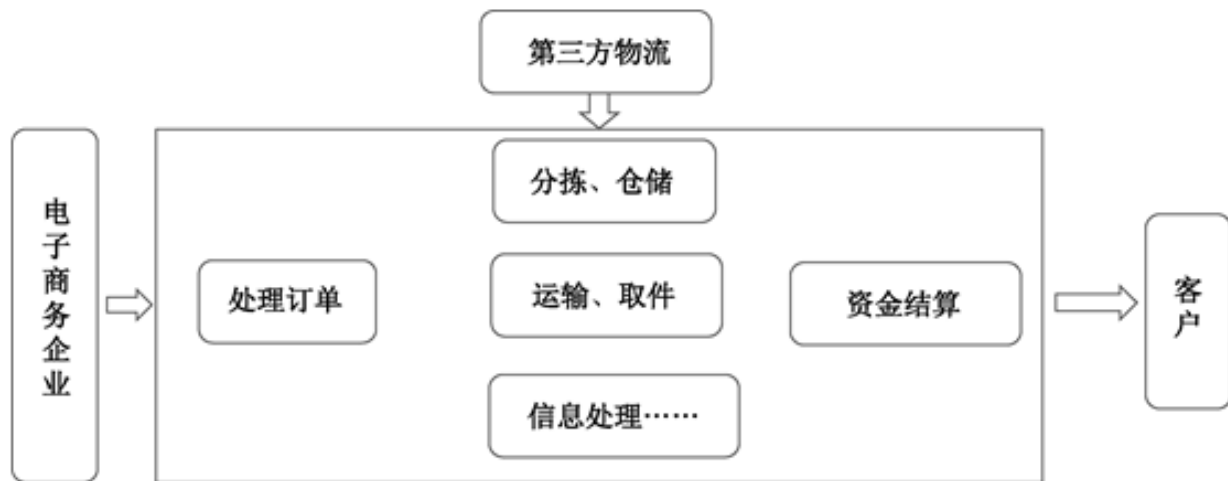 第三方物流
电子商务企业
处理订单
分拣、仓储
运输、取件
信息处理……
资金结算
客户